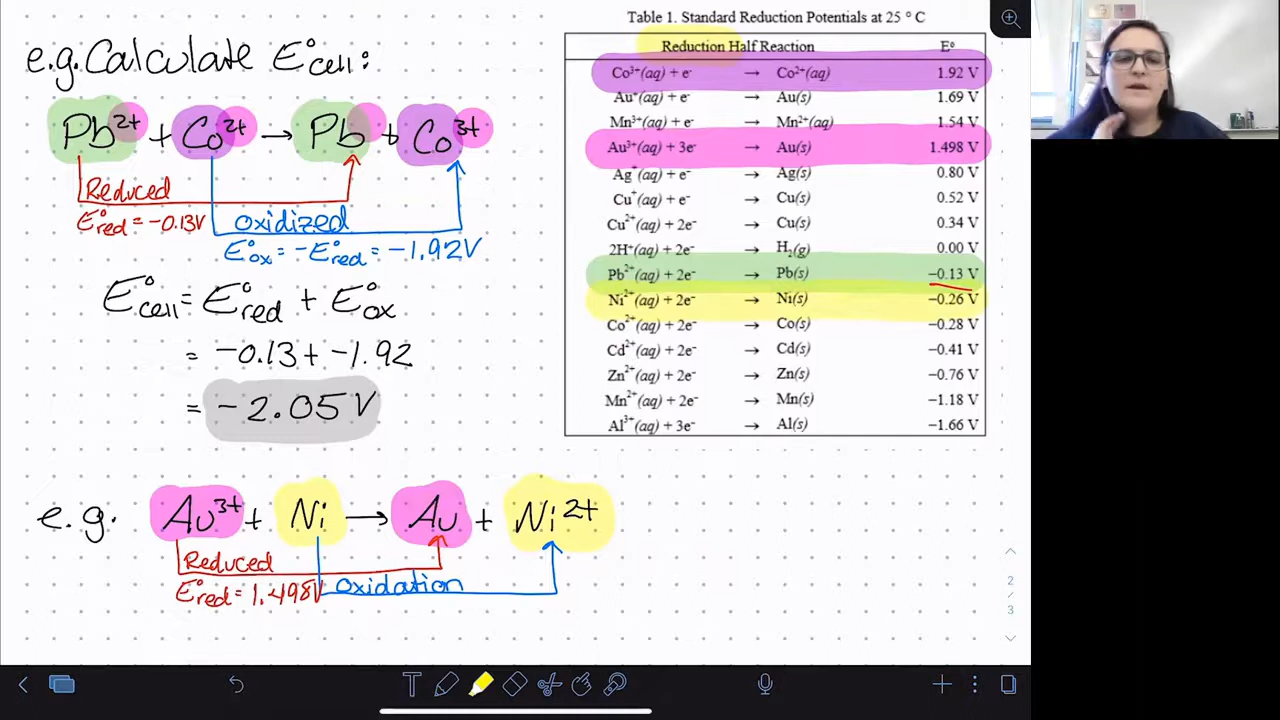 e.g. Calculate E°cell:
Pb²⁺ + Co²⁺ → Pb + Co³⁺
Reduced
E°red = -0.13V
oxidized
E°ox = -E°red = -1.92V
E°cell = E°red + E°ox
= -0.13 + -1.92
= -2.05 V
e.g. Au³⁺ + Ni → Au + Ni²⁺
Reduced
E°red = 1.498V
oxidation
Table 1. Standard Reduction Potentials at 25 ° C
Reduction Half Reaction E°
Co³⁺(aq) + e⁻ → Co²⁺(aq) 1.92 V
Au⁺(aq) + e⁻ → Au(s) 1.69 V
Mn³⁺(aq) + e⁻ → Mn²⁺(aq) 1.54 V
Au³⁺(aq) + 3e⁻ → Au(s) 1.498 V
Ag⁺(aq) + e⁻ → Ag(s) 0.80 V
Cu⁺(aq) + e⁻ → Cu(s) 0.52 V
Cu²⁺(aq) + 2e⁻ → Cu(s) 0.34 V
2H⁺(aq) + 2e⁻ → H₂(g) 0.00 V
Pb²⁺(aq) + 2e⁻ → Pb(s) −0.13 V
Ni²⁺(aq) + 2e⁻ → Ni(s) −0.26 V
Co²⁺(aq) + 2e⁻ → Co(s) −0.28 V
Cd²⁺(aq) + 2e⁻ → Cd(s) −0.41 V
Zn²⁺(aq) + 2e⁻ → Zn(s) −0.76 V
Mn²⁺(aq) + 2e⁻ → Mn(s) −1.18 V
Al³⁺(aq) + 3e⁻ → Al(s) −1.66 V
2
/
3